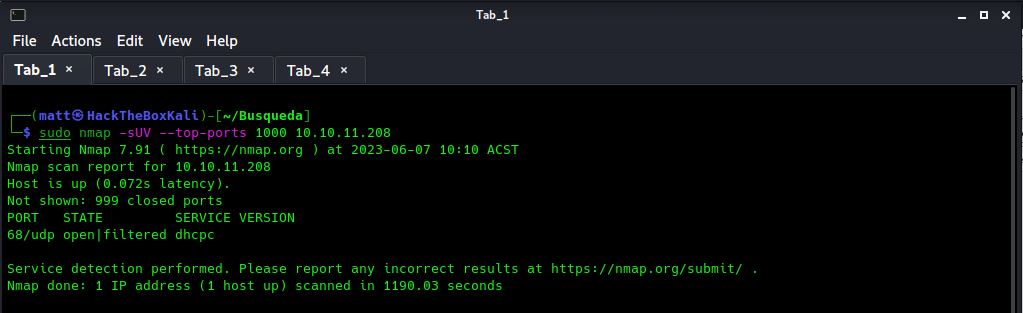 Tab_1
File Actions Edit View Help
Tab_1 × Tab_2 × Tab_3 × Tab_4 ×
┌──(matt㉿HackTheBoxKali)-[~/Busqueda]
└─$ sudo nmap -sUV --top-ports 1000 10.10.11.208
Starting Nmap 7.91 ( https://nmap.org ) at 2023-06-07 10:10 ACST
Nmap scan report for 10.10.11.208
Host is up (0.072s latency).
Not shown: 999 closed ports
PORT   STATE         SERVICE VERSION
68/udp open|filtered dhcpc
Service detection performed. Please report any incorrect results at https://nmap.org/submit/ .
Nmap done: 1 IP address (1 host up) scanned in 1190.03 seconds